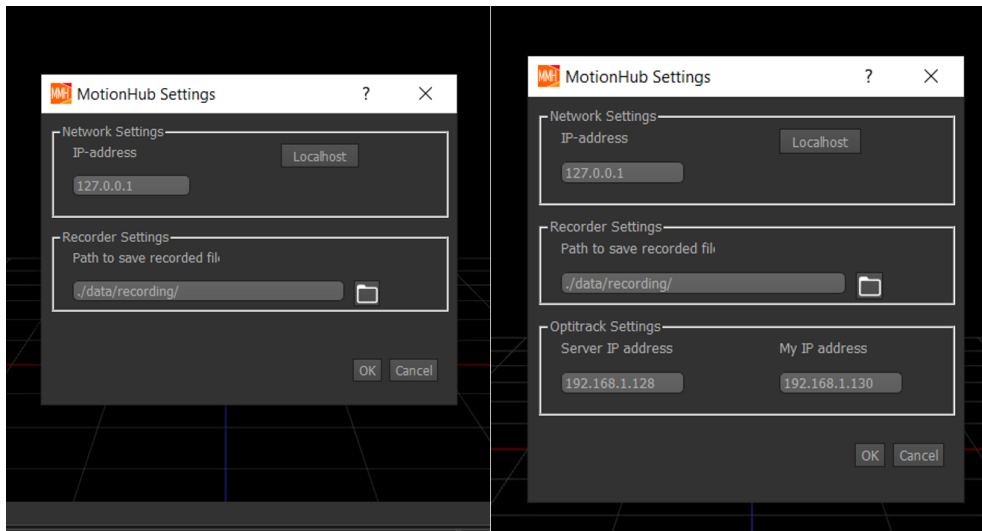 MMH MotionHub Settings ?
Network Settings
IP-address
Localhost
127.0.0.1
Recorder Settings
Path to save recorded fil
./data/recording/
OK Cancel
MMH MotionHub Settings ?
Network Settings
IP-address
Localhost
127.0.0.1
Recorder Settings
Path to save recorded fil
./data/recording/
Optitrack Settings
Server IP address My IP address
192.168.1.128 192.168.1.130
OK Cancel